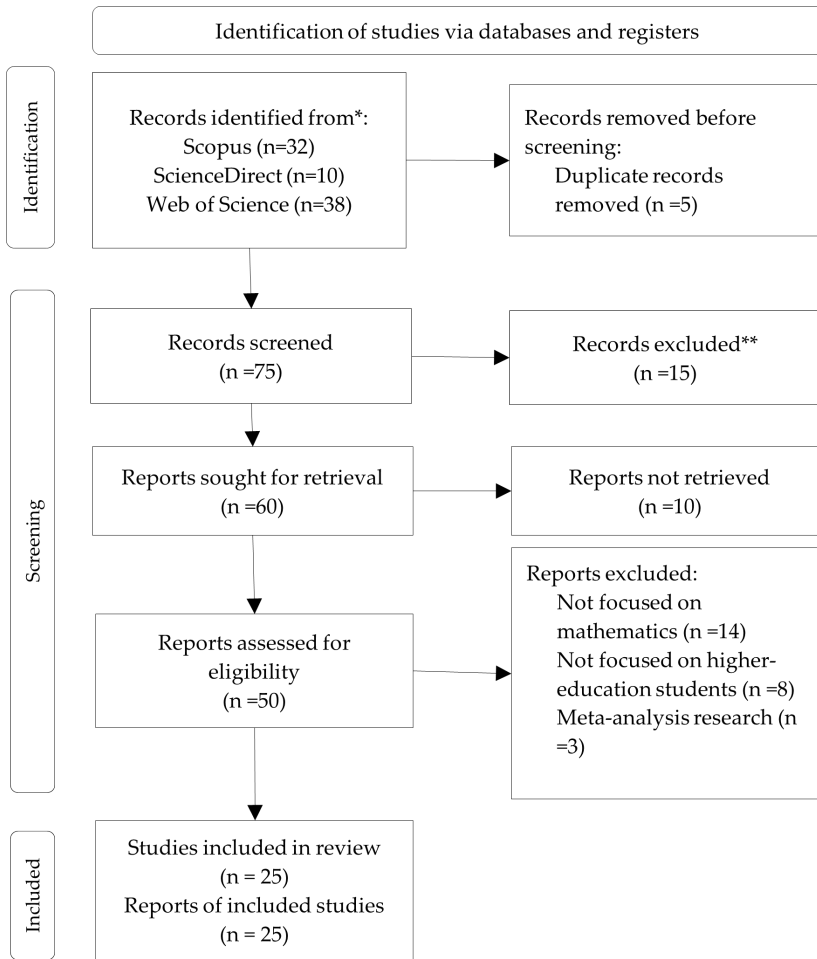 Identification of studies via databases and registers
Identification
Records identified from*:
Scopus (n=32)
ScienceDirect (n=10)
Web of Science (n=38)
Records removed before
screening:
Duplicate records
removed (n =5)
Screening
Records screened
(n =75)
Records excluded**
(n =15)
Reports sought for retrieval
(n =60)
Reports not retrieved
(n =10)
Reports assessed for
eligibility
(n =50)
Reports excluded:
Not focused on
mathematics (n =14)
Not focused on higher-
education students (n =8)
Meta-analysis research (n
=3)
Included
Studies included in review
(n = 25)
Reports of included studies
(n = 25)